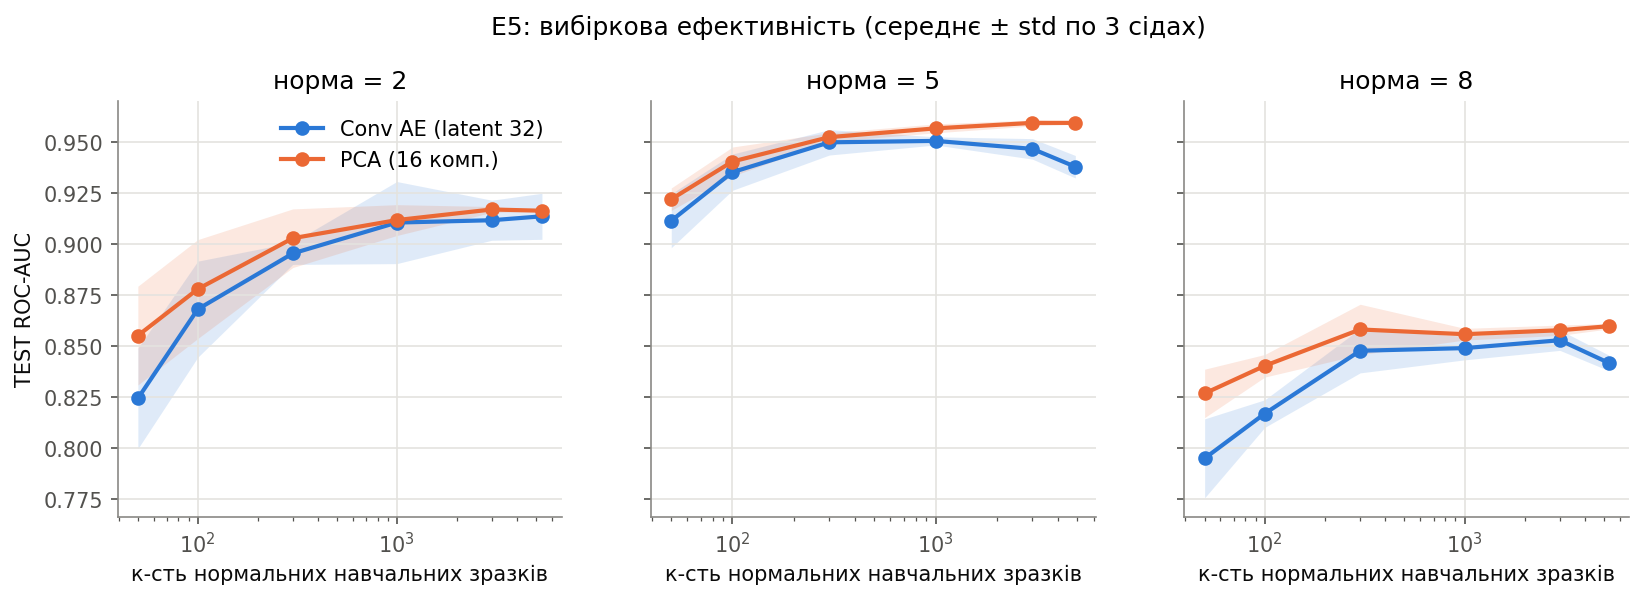 E5: вибіркова ефективність (середнє ± std по 3 сідах)
норма = 2
норма = 5
норма = 8
Conv AE (latent 32)
PCA (16 комп.)
TEST ROC-AUC
0.950
0.925
0.900
0.875
0.850
0.825
0.800
0.775
10²
10³
10²
10³
10²
10³
к-сть нормальних навчальних зразків
к-сть нормальних навчальних зразків
к-сть нормальних навчальних зразків